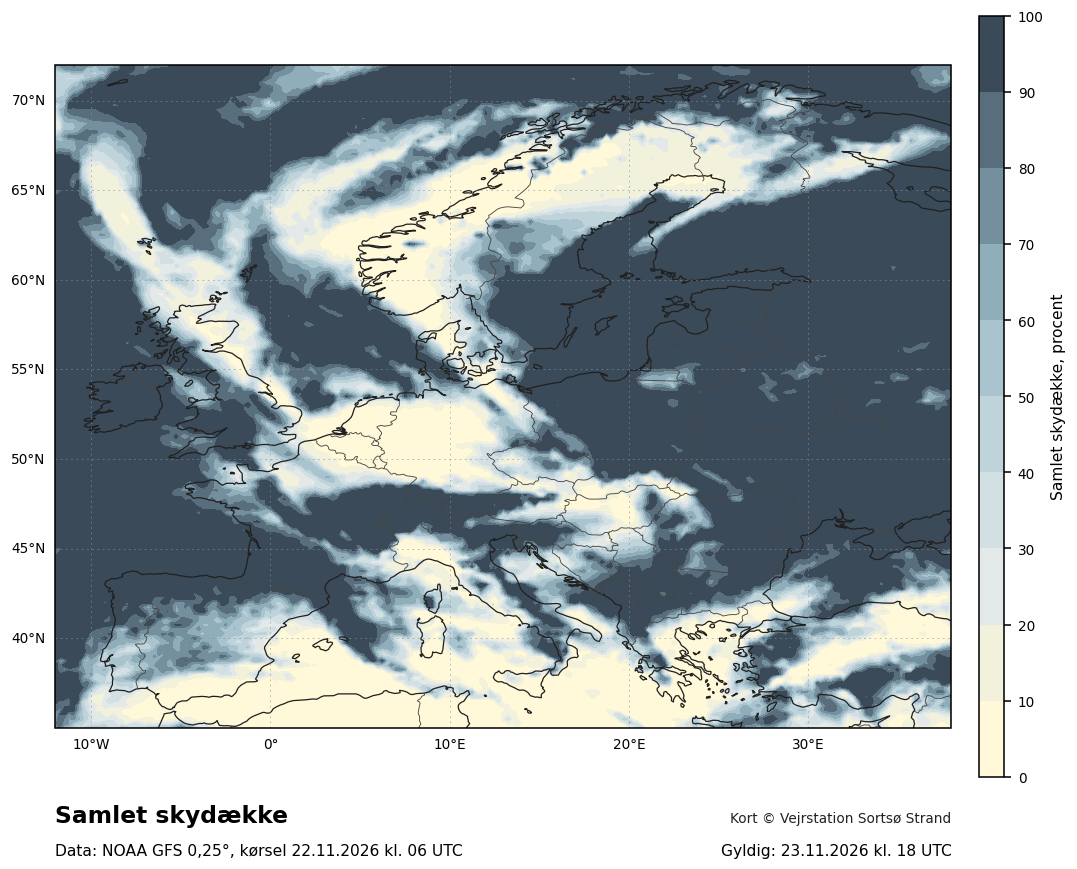 100
90
80
70
60
50
40
30
20
10
0
Samlet skydække, procent
70°N
65°N
60°N
55°N
50°N
45°N
40°N
10°W
0°
10°E
20°E
30°E
Samlet skydække
Kort © Vejrstation Sortsø Strand
Data: NOAA GFS 0,25°, kørsel 22.11.2026 kl. 06 UTC
Gyldig: 23.11.2026 kl. 18 UTC